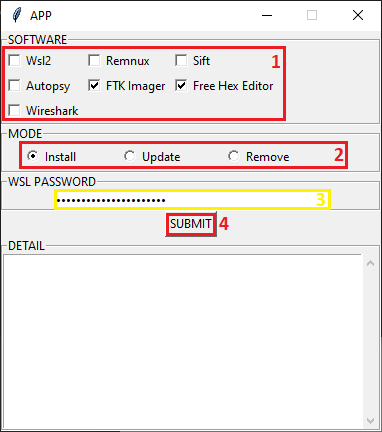 APP
SOFTWARE
Wsl2 Remnux Sift 1
Autopsy FTK Imager Free Hex Editor
Wireshark
MODE
Install Update Remove 2
WSL PASSWORD
•••••••••••••••••••••• 3
SUBMIT 4
DETAIL